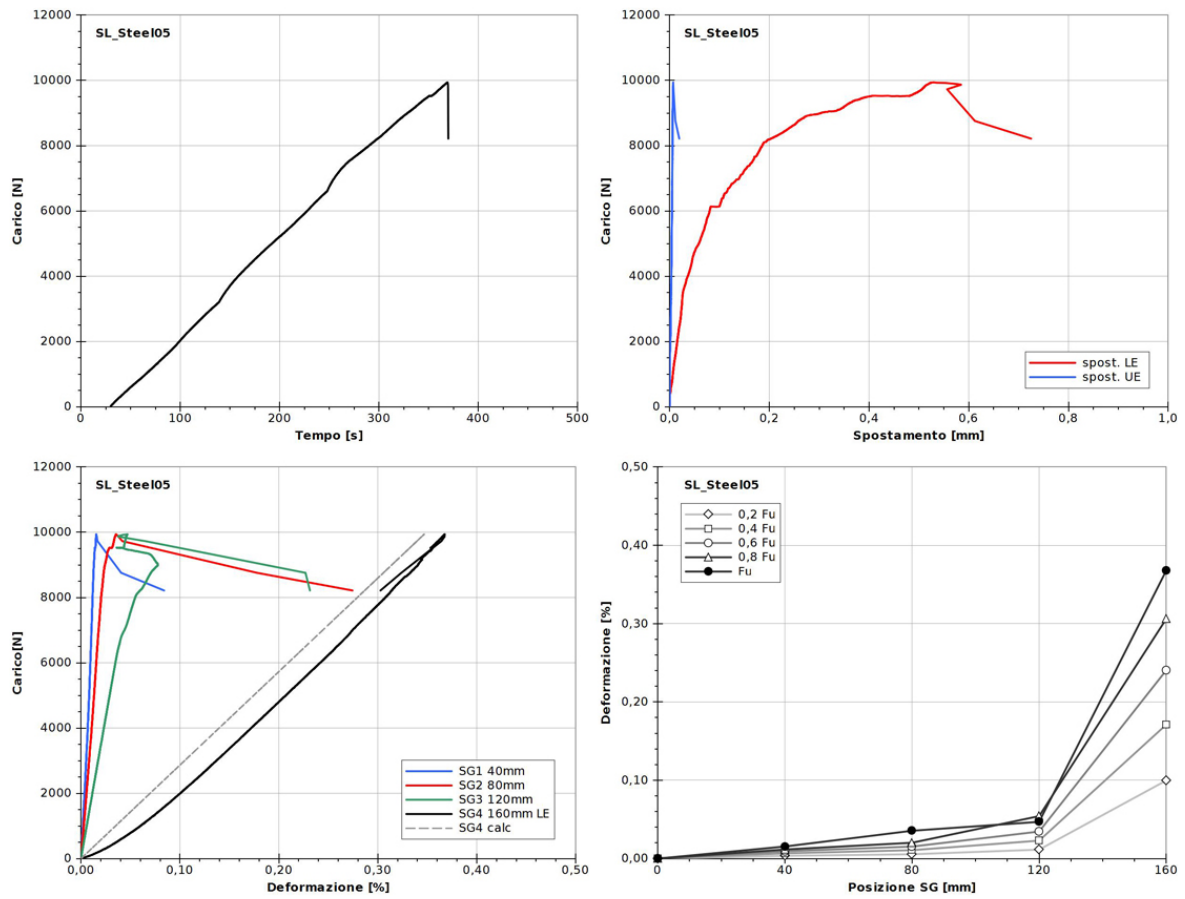 SL_Steel05
12000
10000
8000
6000
4000
2000
0
Carico [N]
0 100 200 300 400 500
Tempo [s]
SL_Steel05
12000
10000
8000
6000
4000
2000
0
Carico [N]
spost. LE
spost. UE
0,0 0,2 0,4 0,6 0,8 1,0
Spostamento [mm]
SL_Steel05
12000
10000
8000
6000
4000
2000
0
Carico[N]
SG1 40mm
SG2 80mm
SG3 120mm
SG4 160mm LE
SG4 calc
0,00 0,10 0,20 0,30 0,40 0,50
Deformazione [%]
SL_Steel05
0,50
0,40
0,30
0,20
0,10
0,00
Deformazione [%]
0,2 Fu
0,4 Fu
0,6 Fu
0,8 Fu
Fu
0 40 80 120 160
Posizione SG [mm]